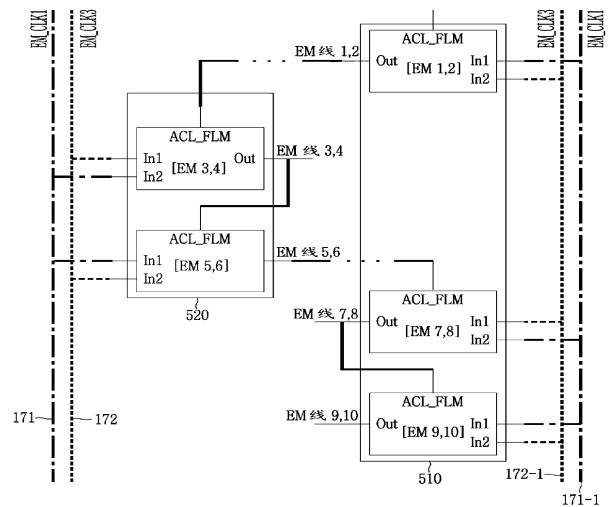 EM_CLK1
EM_CLK3
EM_CLK3
EM_CLK1
ACL_FLM
EM 线 1,2
Out
[EM 1,2]
In1
In2
ACL_FLM
In1
In2
[EM 3,4]
Out
EM 线 3,4
ACL_FLM
In1
In2
[EM 5,6]
EM 线 5,6
520
ACL_FLM
EM 线 7,8
Out
[EM 7,8]
In1
In2
ACL_FLM
EM 线 9,10
Out
[EM 9,10]
In1
In2
171
172
510
172-1
171-1